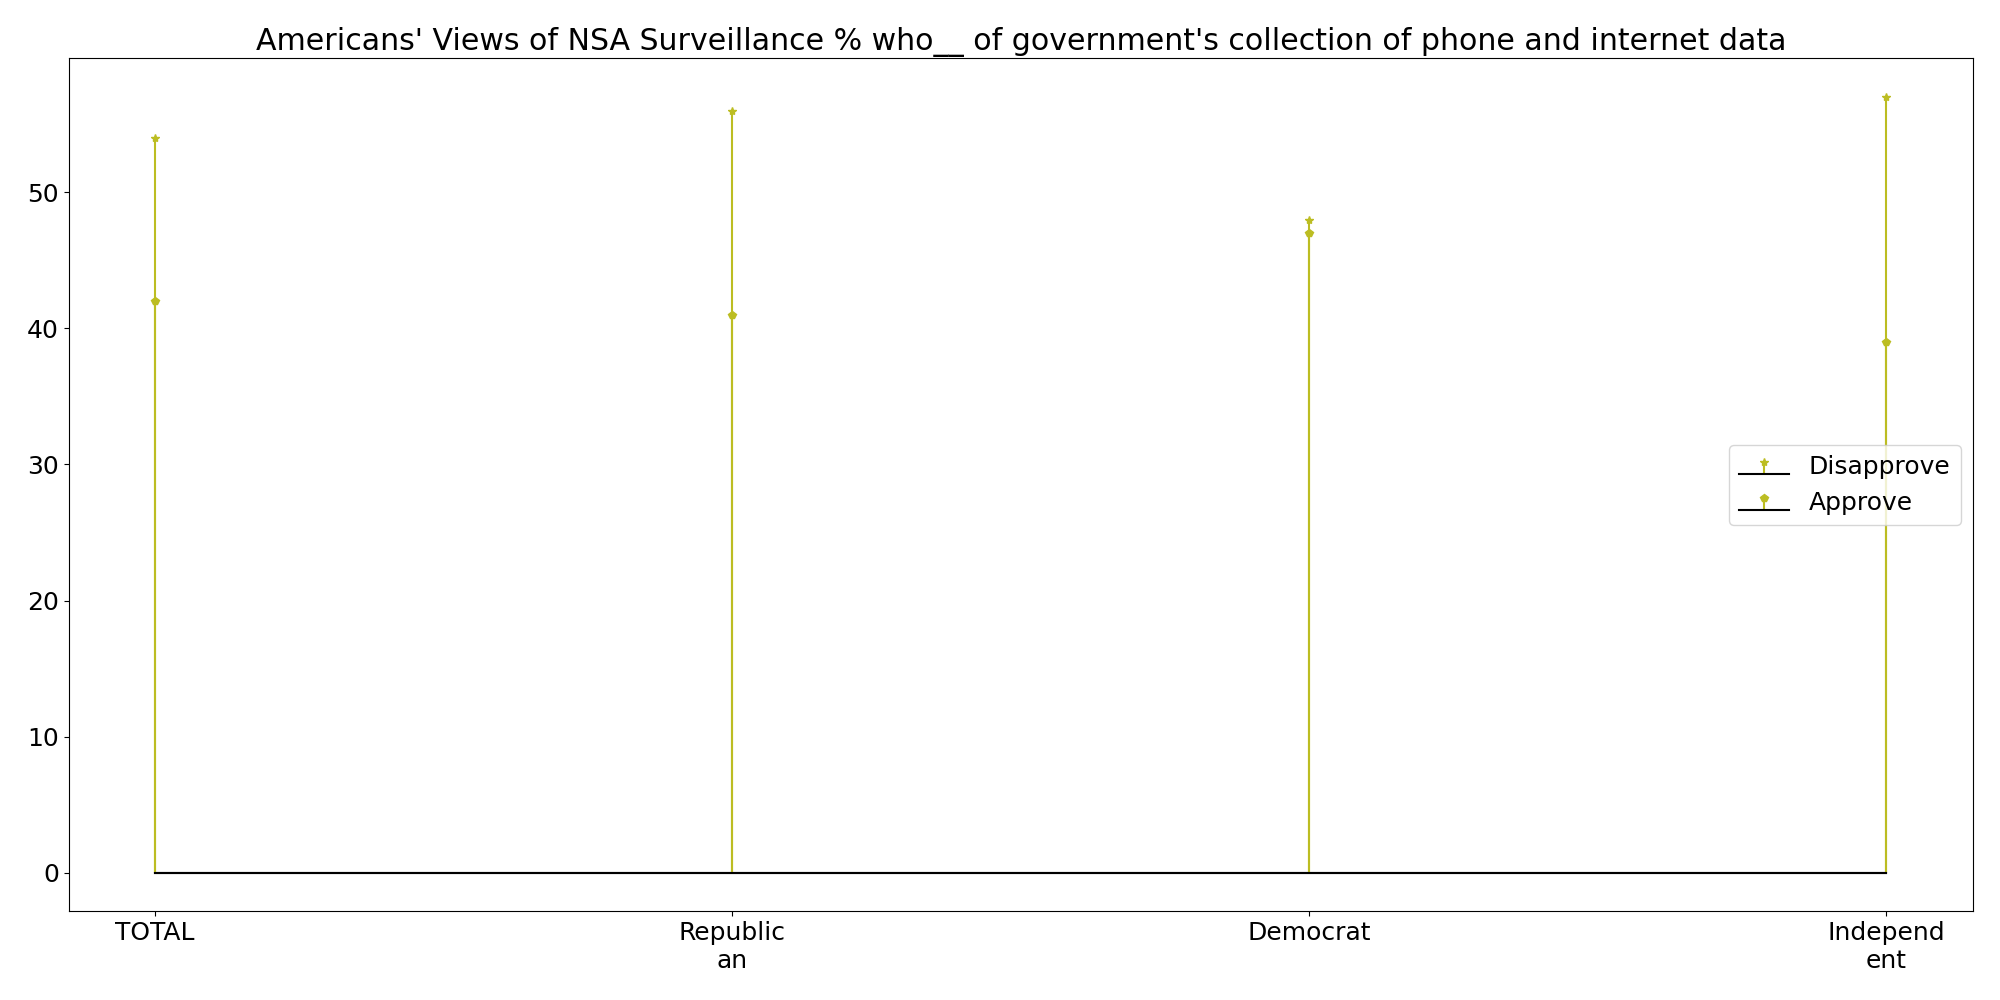 Americans' Views of NSA Surveillance % who__ of government's collection of phone and internet data
50
40
30
20
10
0
Disapprove
Approve
TOTAL
Republic
an
Democrat
Independ
ent